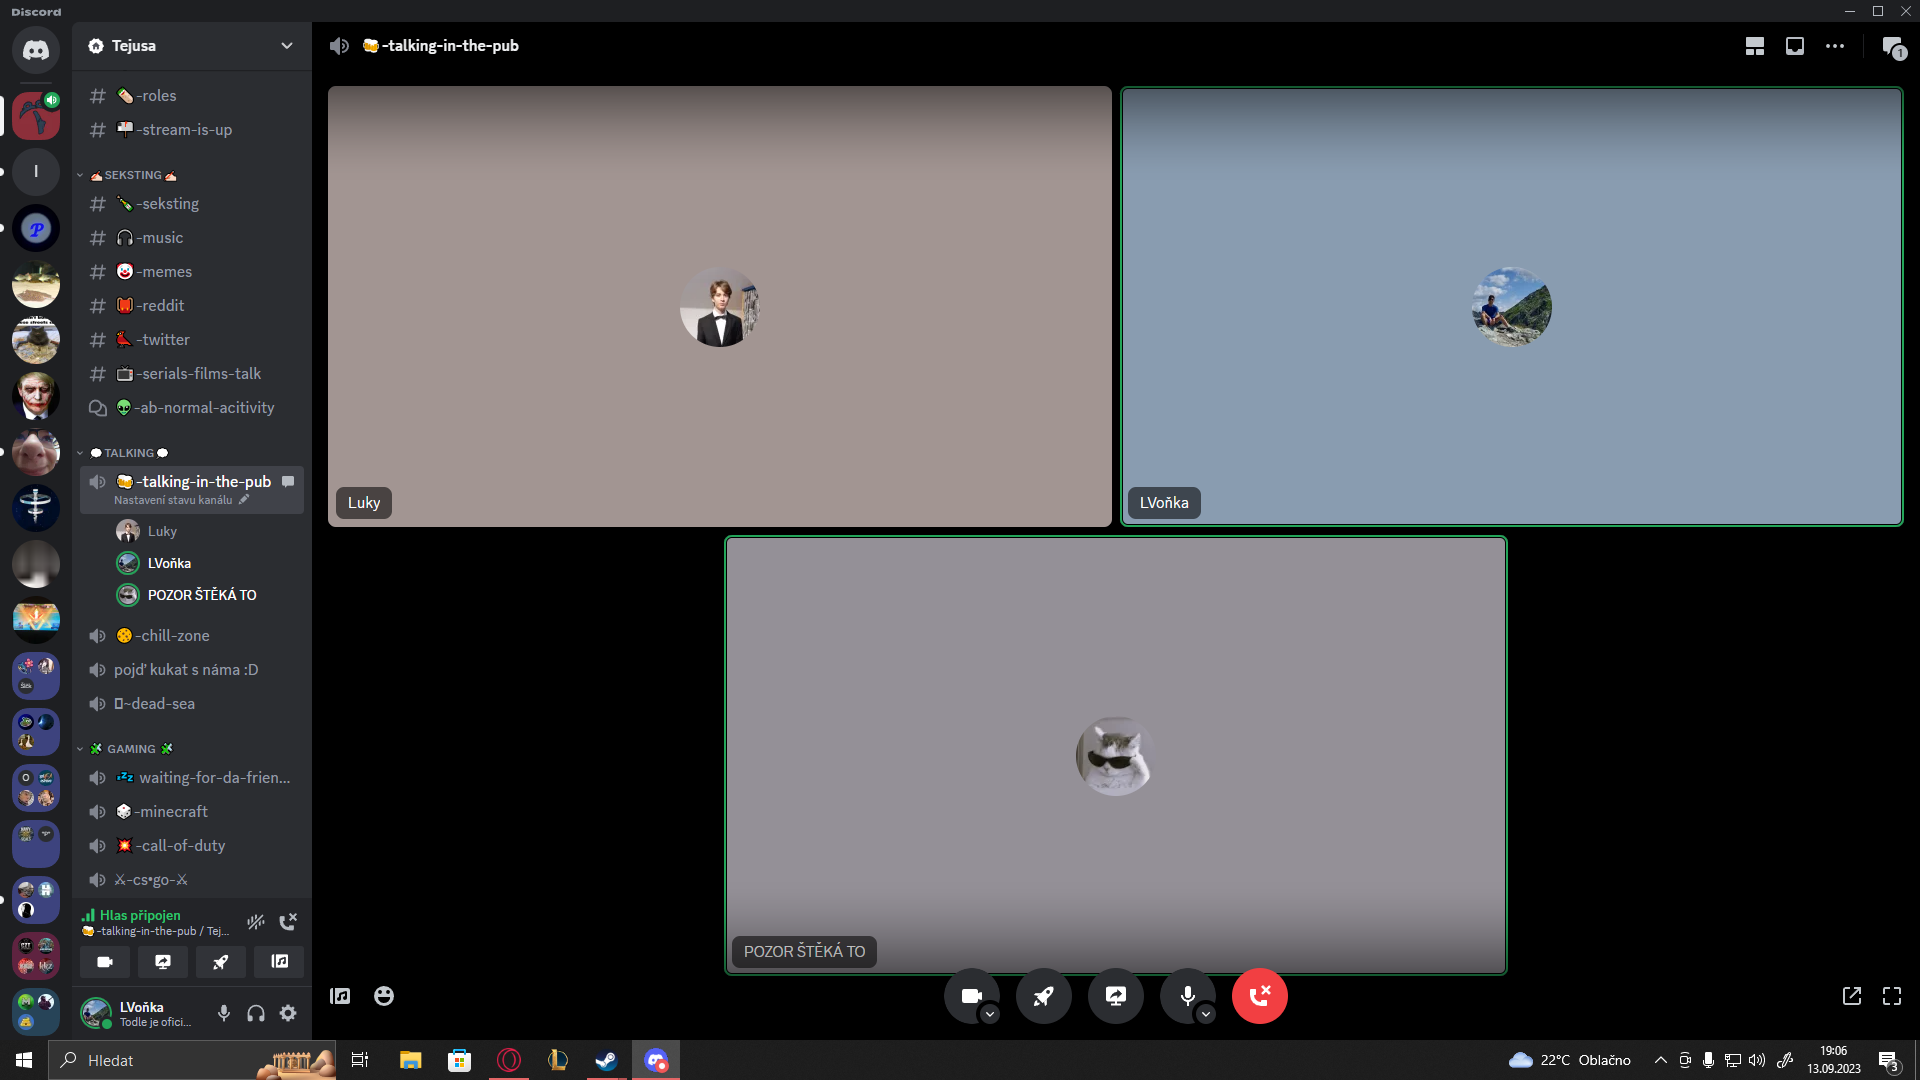 Discord
Tejusa
-roles
-stream-is-up
SEKSTING
-seksting
-music
-memes
-reddit
-twitter
-serials-films-talk
-ab-normal-acitivity
TALKING
-talking-in-the-pub
Nastavení stavu kanálu
Luky
LVoňka
POZOR ŠTĚKÁ TO
-chill-zone
pojď kukat s náma :D
~dead-sea
GAMING
waiting-for-da-frien...
-minecraft
-call-of-duty
-cs•go-
Hlas připojen
-talking-in-the-pub / Tej...
LVoňka
Todle je ofici...
I
P
-talking-in-the-pub
1
Luky
LVoňka
POZOR ŠTĚKÁ TO
Hledat
22°C Oblačno
19:06
13.09.2023
3